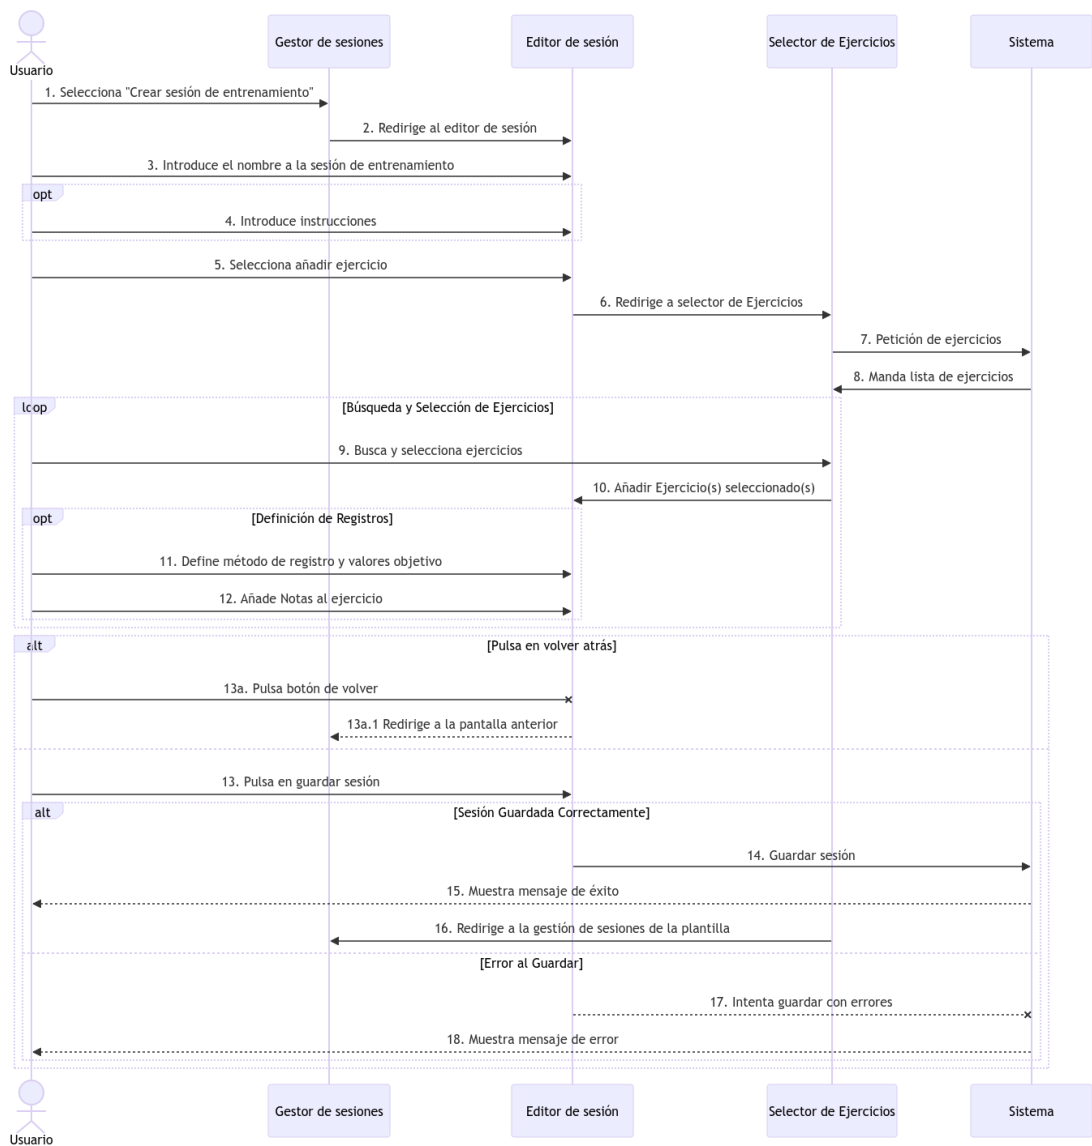 Usuario
Gestor de sesiones
Editor de sesión
Selector de Ejercicios
Sistema
1. Selecciona "Crear sesión de entrenamiento"
2. Redirige al editor de sesión
3. Introduce el nombre a la sesión de entrenamiento
opt
4. Introduce instrucciones
5. Selecciona añadir ejercicio
6. Redirige a selector de Ejercicios
7. Petición de ejercicios
8. Manda lista de ejercicios
loop
[Búsqueda y Selección de Ejercicios]
9. Busca y selecciona ejercicios
10. Añadir Ejercicio(s) seleccionado(s)
opt
[Definición de Registros]
11. Define método de registro y valores objetivo
12. Añade Notas al ejercicio
alt
[Pulsa en volver atrás]
13a. Pulsa botón de volver
13a.1 Redirige a la pantalla anterior
13. Pulsa en guardar sesión
alt
[Sesión Guardada Correctamente]
14. Guardar sesión
15. Muestra mensaje de éxito
16. Redirige a la gestión de sesiones de la plantilla
[Error al Guardar]
17. Intenta guardar con errores
18. Muestra mensaje de error
Usuario
Gestor de sesiones
Editor de sesión
Selector de Ejercicios
Sistema